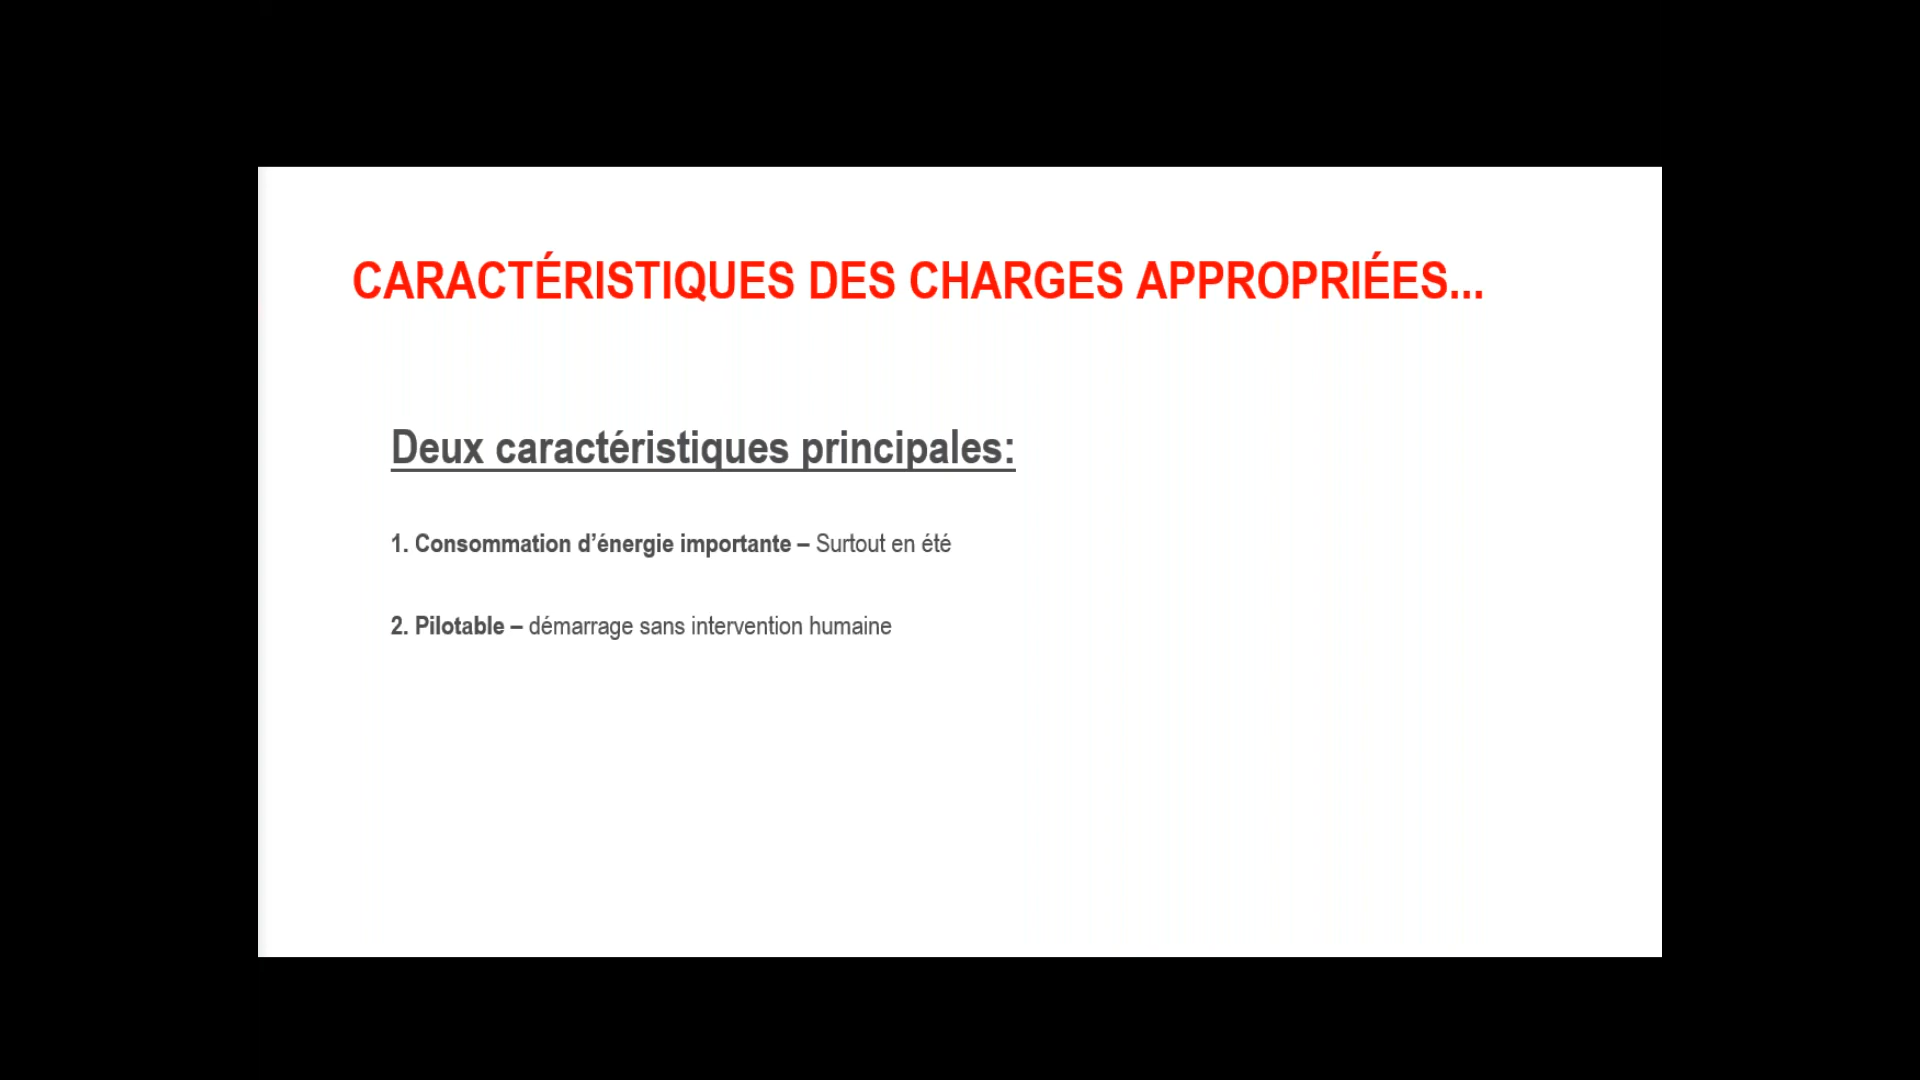 CARACTÉRISTIQUES DES CHARGES APPROPRIÉES...
Deux caractéristiques principales:
1. Consommation d’énergie importante – Surtout en été
2. Pilotable – démarrage sans intervention humaine